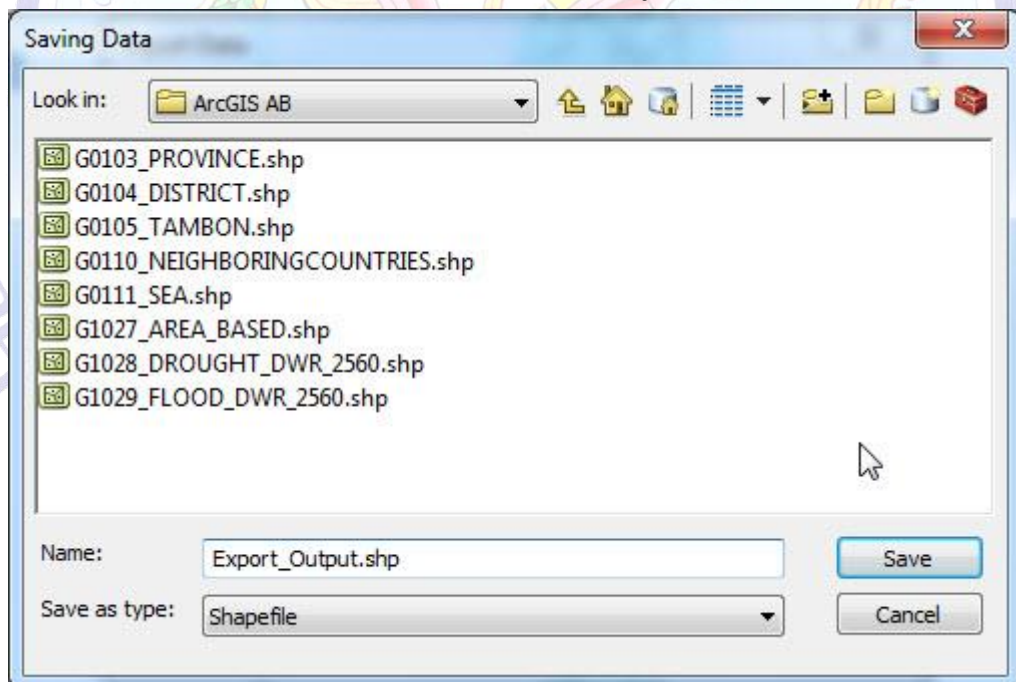 Saving Data
Look in: ArcGIS AB
G0103_PROVINCE.shp
G0104_DISTRICT.shp
G0105_TAMBON.shp
G0110_NEIGHBORINGCOUNTRIES.shp
G0111_SEA.shp
G1027_AREA_BASED.shp
G1028_DROUGHT_DWR_2560.shp
G1029_FLOOD_DWR_2560.shp
Name: Export_Output.shp Save
Save as type: Shapefile Cancel